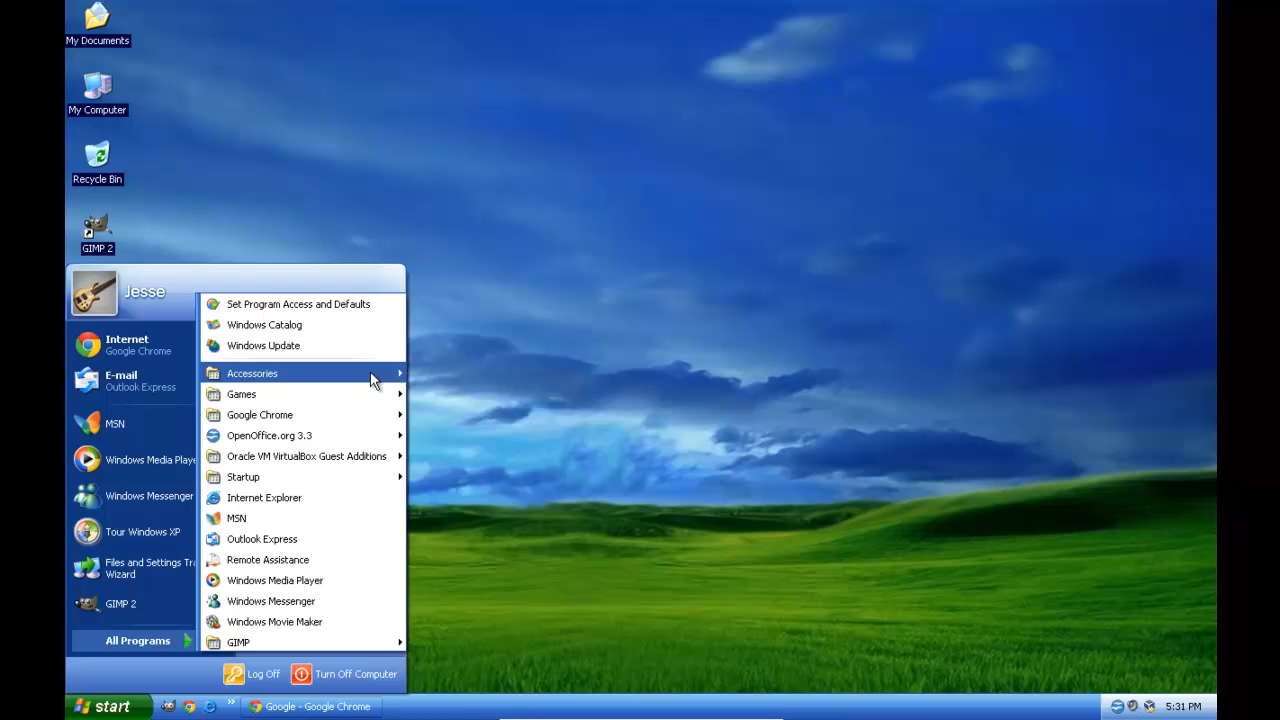 My Documents
My Computer
Recycle Bin
GIMP 2
Jesse
Internet
Google Chrome
E-mail
Outlook Express
MSN
Windows Media Playe
Windows Messenger
Tour Windows XP
Files and Settings Tra
Wizard
GIMP 2
All Programs
Set Program Access and Defaults
Windows Catalog
Windows Update
Accessories
Games
Google Chrome
OpenOffice.org 3.3
Oracle VM VirtualBox Guest Additions
Startup
Internet Explorer
MSN
Outlook Express
Remote Assistance
Windows Media Player
Windows Messenger
Windows Movie Maker
GIMP
Log Off
Turn Off Computer
start
Google - Google Chrome
5:31 PM